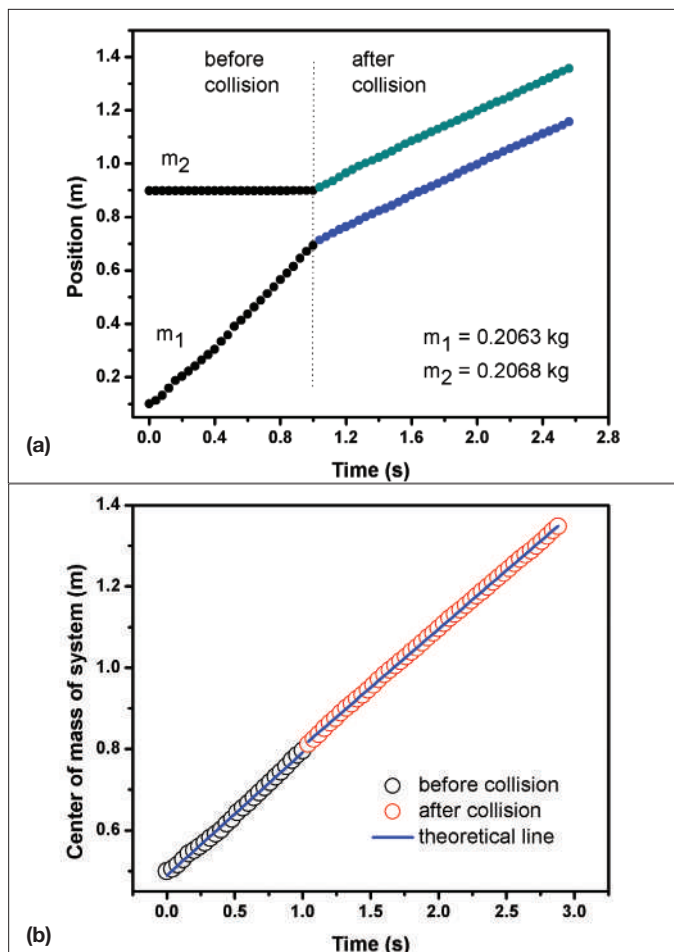 before
collision
after
collision
1.4
1.2
1.0
0.8
0.6
0.4
0.2
Position (m)
m2
m1
m1 = 0.2063 kg
m2 = 0.2068 kg
0.0 0.4 0.8 1.2 1.6 2.0 2.4 2.8
Time (s)
(a)
1.4
1.2
1.0
0.8
0.6
Center of mass of system (m)
before collision
after collision
theoretical line
0.0 0.5 1.0 1.5 2.0 2.5 3.0
Time (s)
(b)